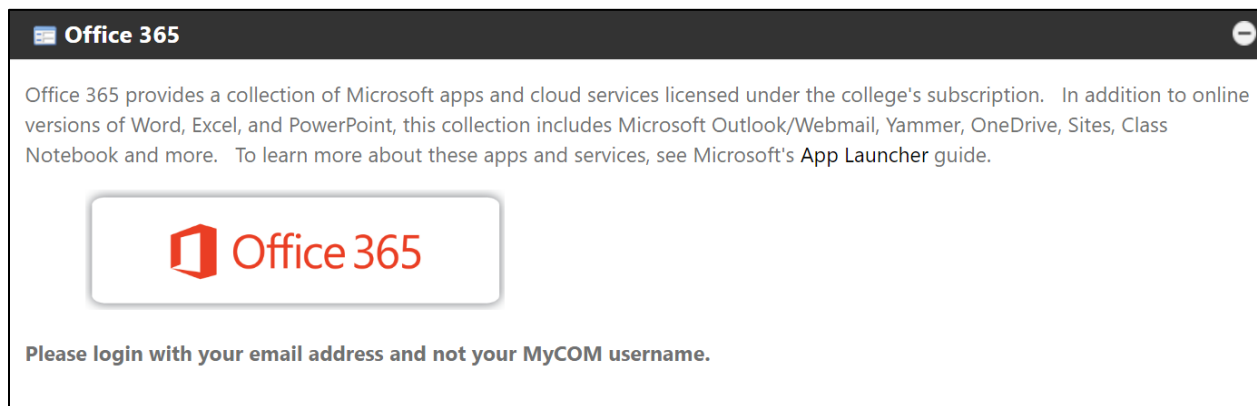 Office 365
Office 365 provides a collection of Microsoft apps and cloud services licensed under the college's subscription.   In addition to online
versions of Word, Excel, and PowerPoint, this collection includes Microsoft Outlook/Webmail, Yammer, OneDrive, Sites, Class
Notebook and more.   To learn more about these apps and services, see Microsoft's App Launcher guide.
Office 365
Please login with your email address and not your MyCOM username.